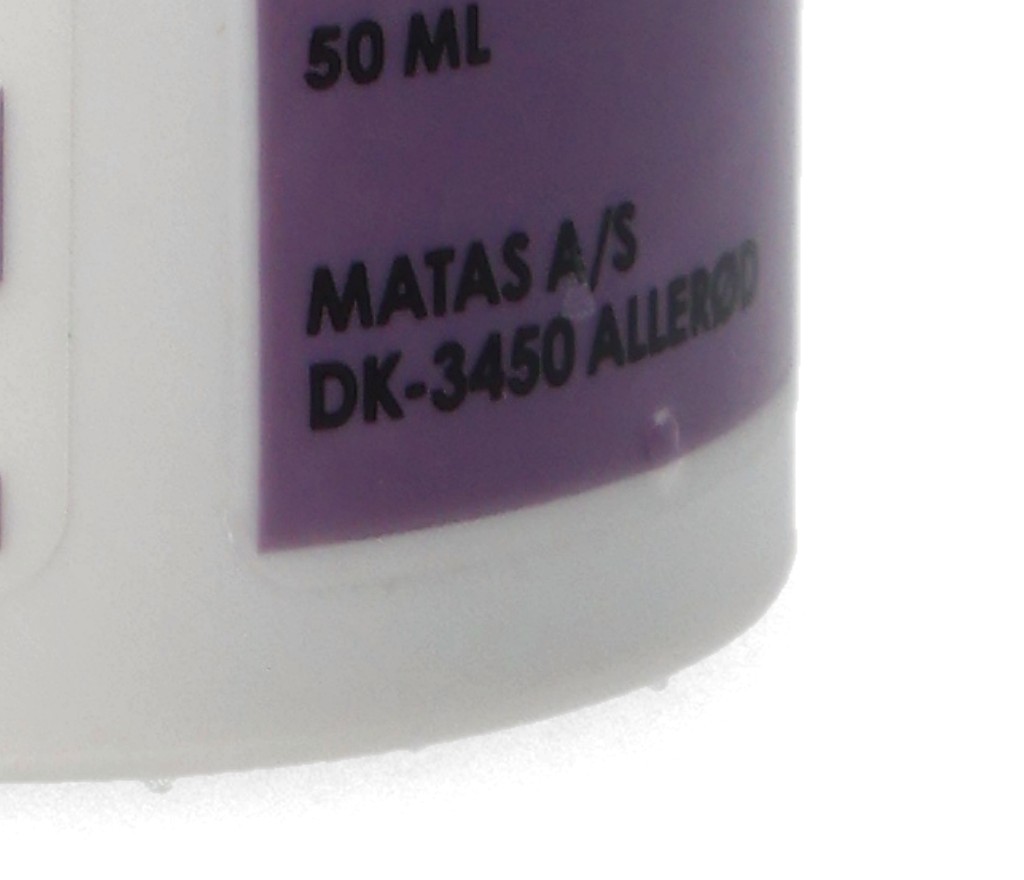 50 ML
MATAS A/S
DK-3450 ALLERØD